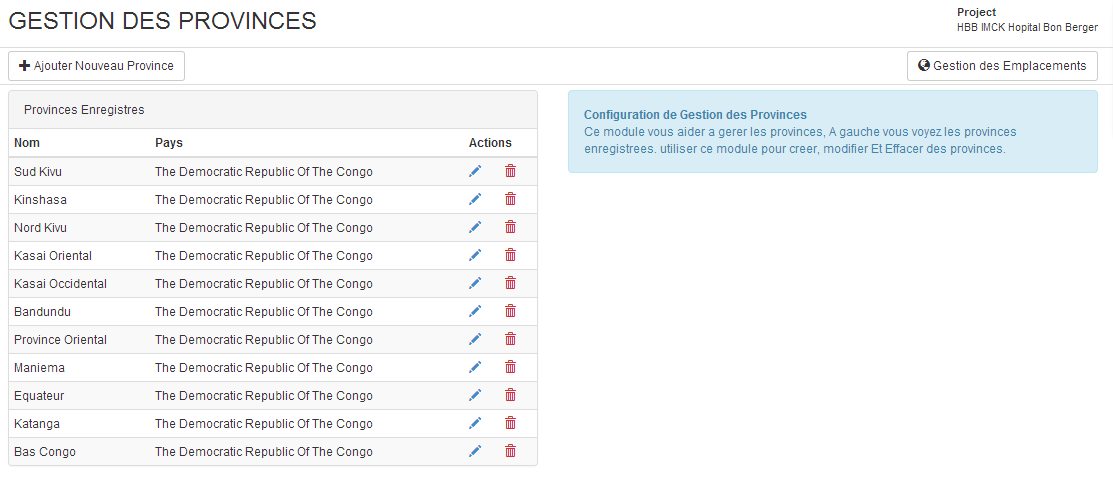 GESTION DES PROVINCES
Project
HBB IMCK Hopital Bon Berger
Ajouter Nouveau Province
Gestion des Emplacements
Provinces Enregistres
Nom Pays Actions
Sud Kivu The Democratic Republic Of The Congo
Kinshasa The Democratic Republic Of The Congo
Nord Kivu The Democratic Republic Of The Congo
Kasai Oriental The Democratic Republic Of The Congo
Kasai Occidental The Democratic Republic Of The Congo
Bandundu The Democratic Republic Of The Congo
Province Oriental The Democratic Republic Of The Congo
Maniema The Democratic Republic Of The Congo
Equateur The Democratic Republic Of The Congo
Katanga The Democratic Republic Of The Congo
Bas Congo The Democratic Republic Of The Congo
Configuration de Gestion des Provinces
Ce module vous aider a gerer les provinces, A gauche vous voyez les provinces
enregistrees. utiliser ce module pour creer, modifier Et Effacer des provinces.